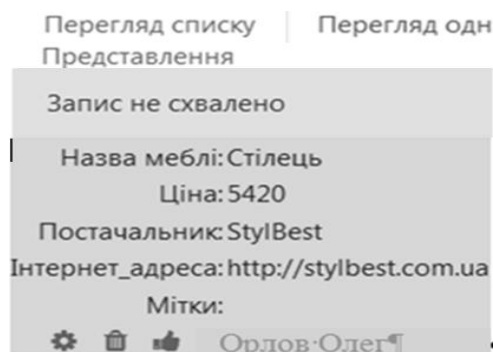 Перегляд списку Перегляд одн
Представлення
Запис не схвалено
Назва меблі: Стілець
Ціна: 5420
Постачальник: StylBest
Інтернет_адреса: http://stylbest.com.ua
Мітки:
Орлов·Олег¶